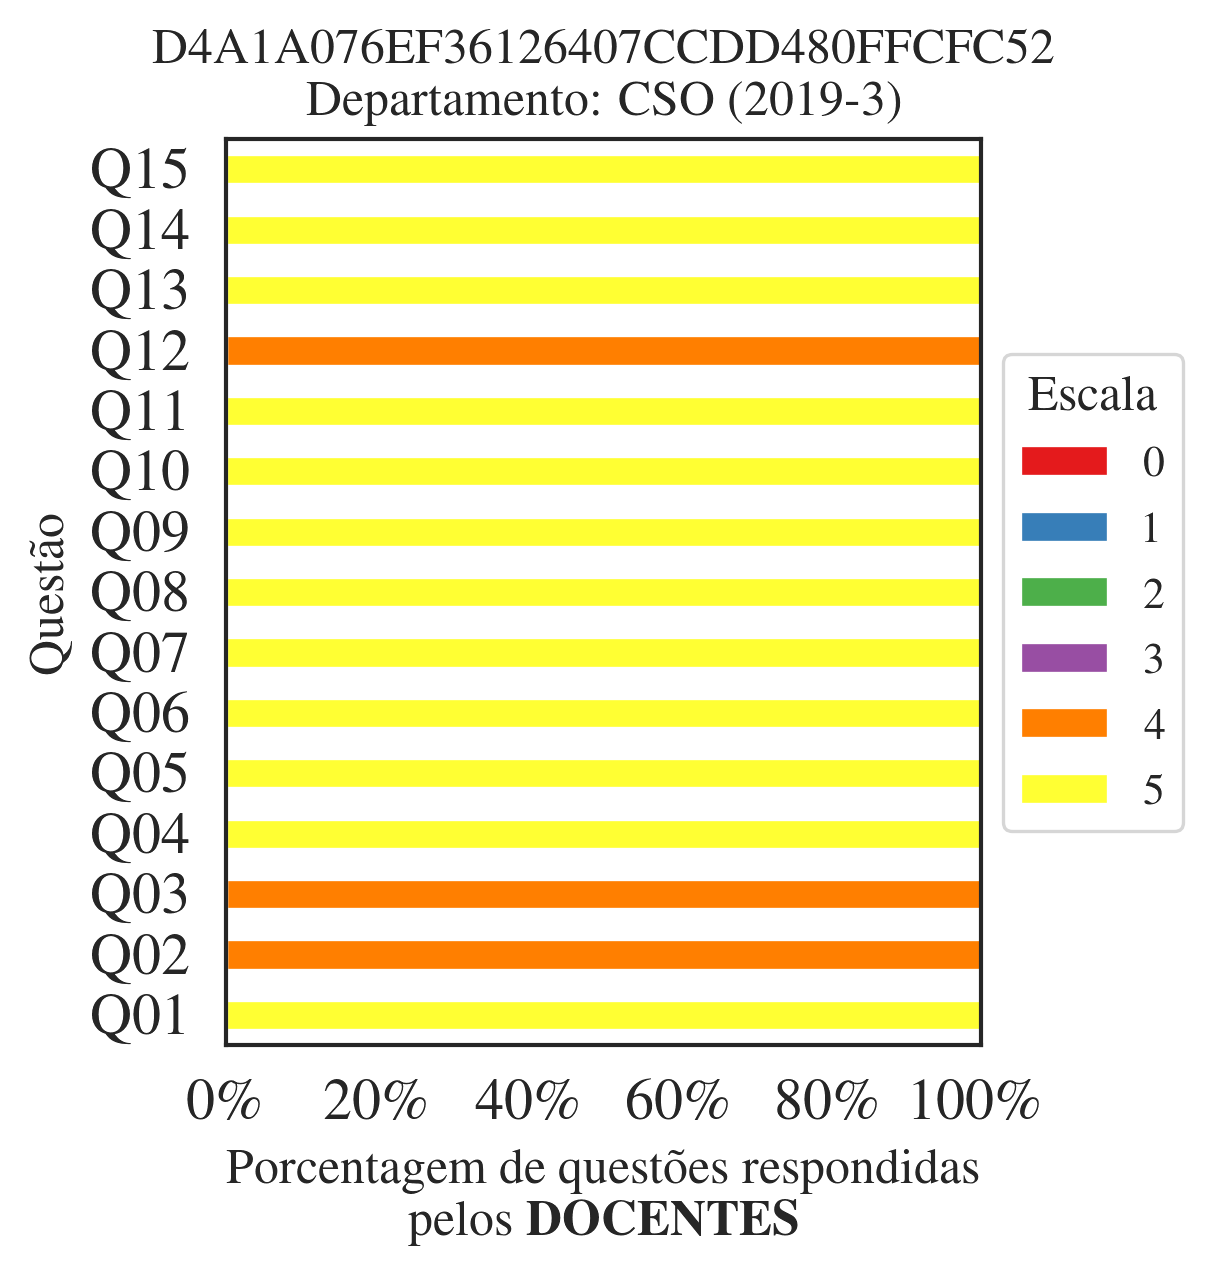 D4A1A076EF36126407CCDD480FFCFC52
Departamento: CSO (2019-3)
Questão
Q15
Q14
Q13
Q12
Q11
Q10
Q09
Q08
Q07
Q06
Q05
Q04
Q03
Q02
Q01
0% 20% 40% 60% 80% 100%
Porcentagem de questões respondidas
pelos DOCENTES
Escala
0
1
2
3
4
5